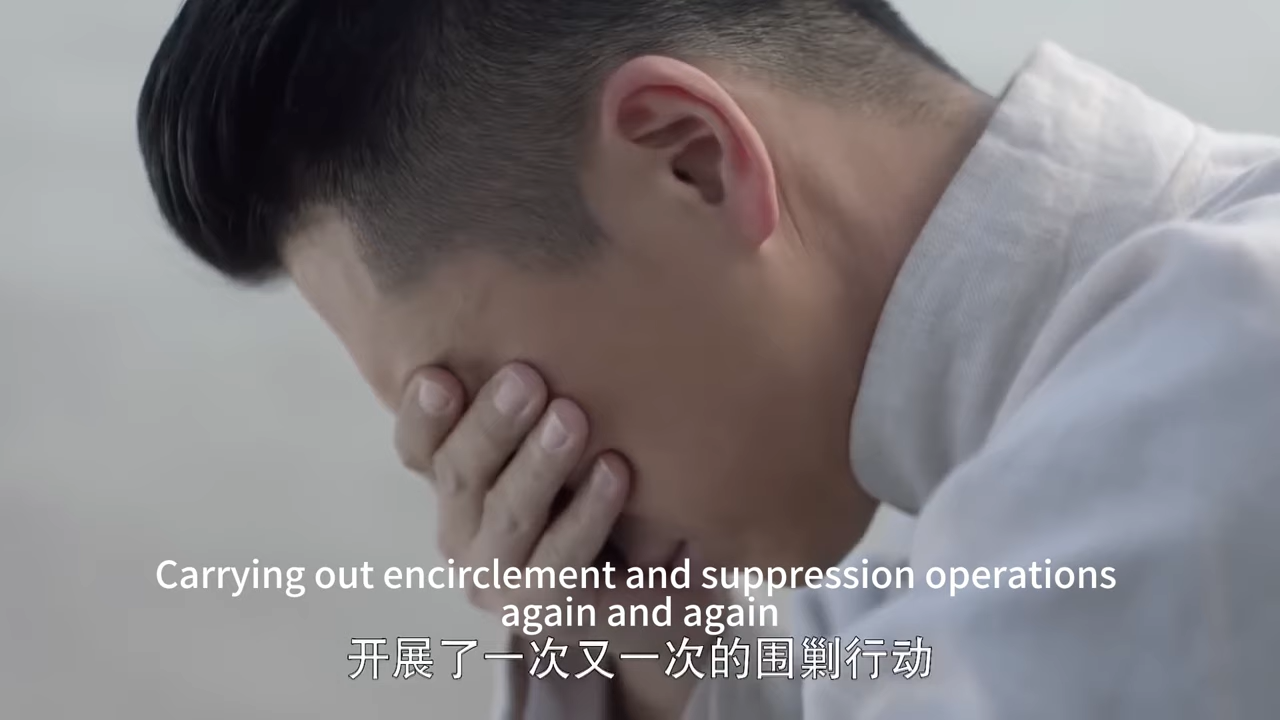 Carrying out encirclement and suppression operations
again and again
开展了一次又一次的围剿行动